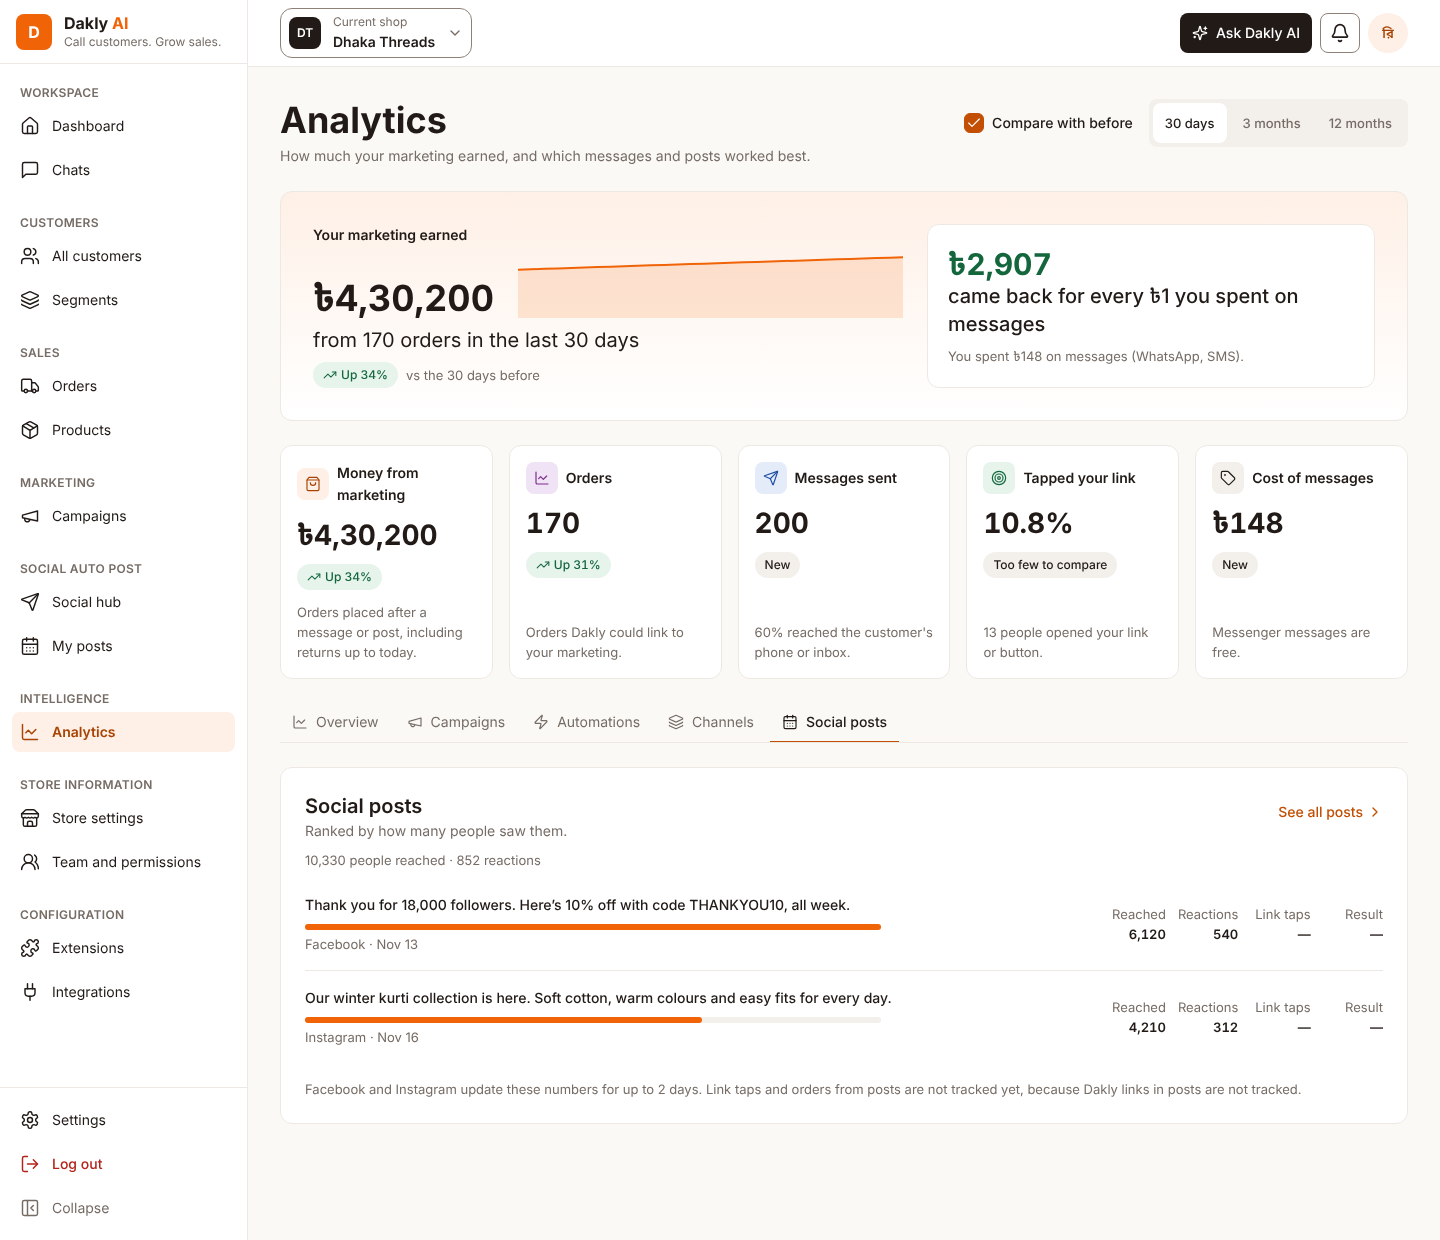 D
Dakly AI
Call customers. Grow sales.
DT
Current shop
Dhaka Threads
Ask Dakly AI
রি
WORKSPACE
Dashboard
Chats
CUSTOMERS
All customers
Segments
SALES
Orders
Products
MARKETING
Campaigns
SOCIAL AUTO POST
Social hub
My posts
INTELLIGENCE
Analytics
STORE INFORMATION
Store settings
Team and permissions
CONFIGURATION
Extensions
Integrations
Settings
Log out
Collapse
Analytics
How much your marketing earned, and which messages and posts worked best.
Compare with before
30 days
3 months
12 months
Your marketing earned
৳4,30,200
from 170 orders in the last 30 days
Up 34% vs the 30 days before
৳2,907
came back for every ৳1 you spent on
messages
You spent ৳148 on messages (WhatsApp, SMS).
Money from
marketing
৳4,30,200
Up 34%
Orders placed after a
message or post, including
returns up to today.
Orders
170
Up 31%
Orders Dakly could link to
your marketing.
Messages sent
200
New
60% reached the customer's
phone or inbox.
Tapped your link
10.8%
Too few to compare
13 people opened your link
or button.
Cost of messages
৳148
New
Messenger messages are
free.
Overview
Campaigns
Automations
Channels
Social posts
Social posts
Ranked by how many people saw them.
10,330 people reached · 852 reactions
See all posts
Thank you for 18,000 followers. Here’s 10% off with code THANKYOU10, all week.
Facebook · Nov 13
Reached Reactions Link taps Result
6,120 540 — —
Our winter kurti collection is here. Soft cotton, warm colours and easy fits for every day.
Instagram · Nov 16
Reached Reactions Link taps Result
4,210 312 — —
Facebook and Instagram update these numbers for up to 2 days. Link taps and orders from posts are not tracked yet, because Dakly links in posts are not tracked.